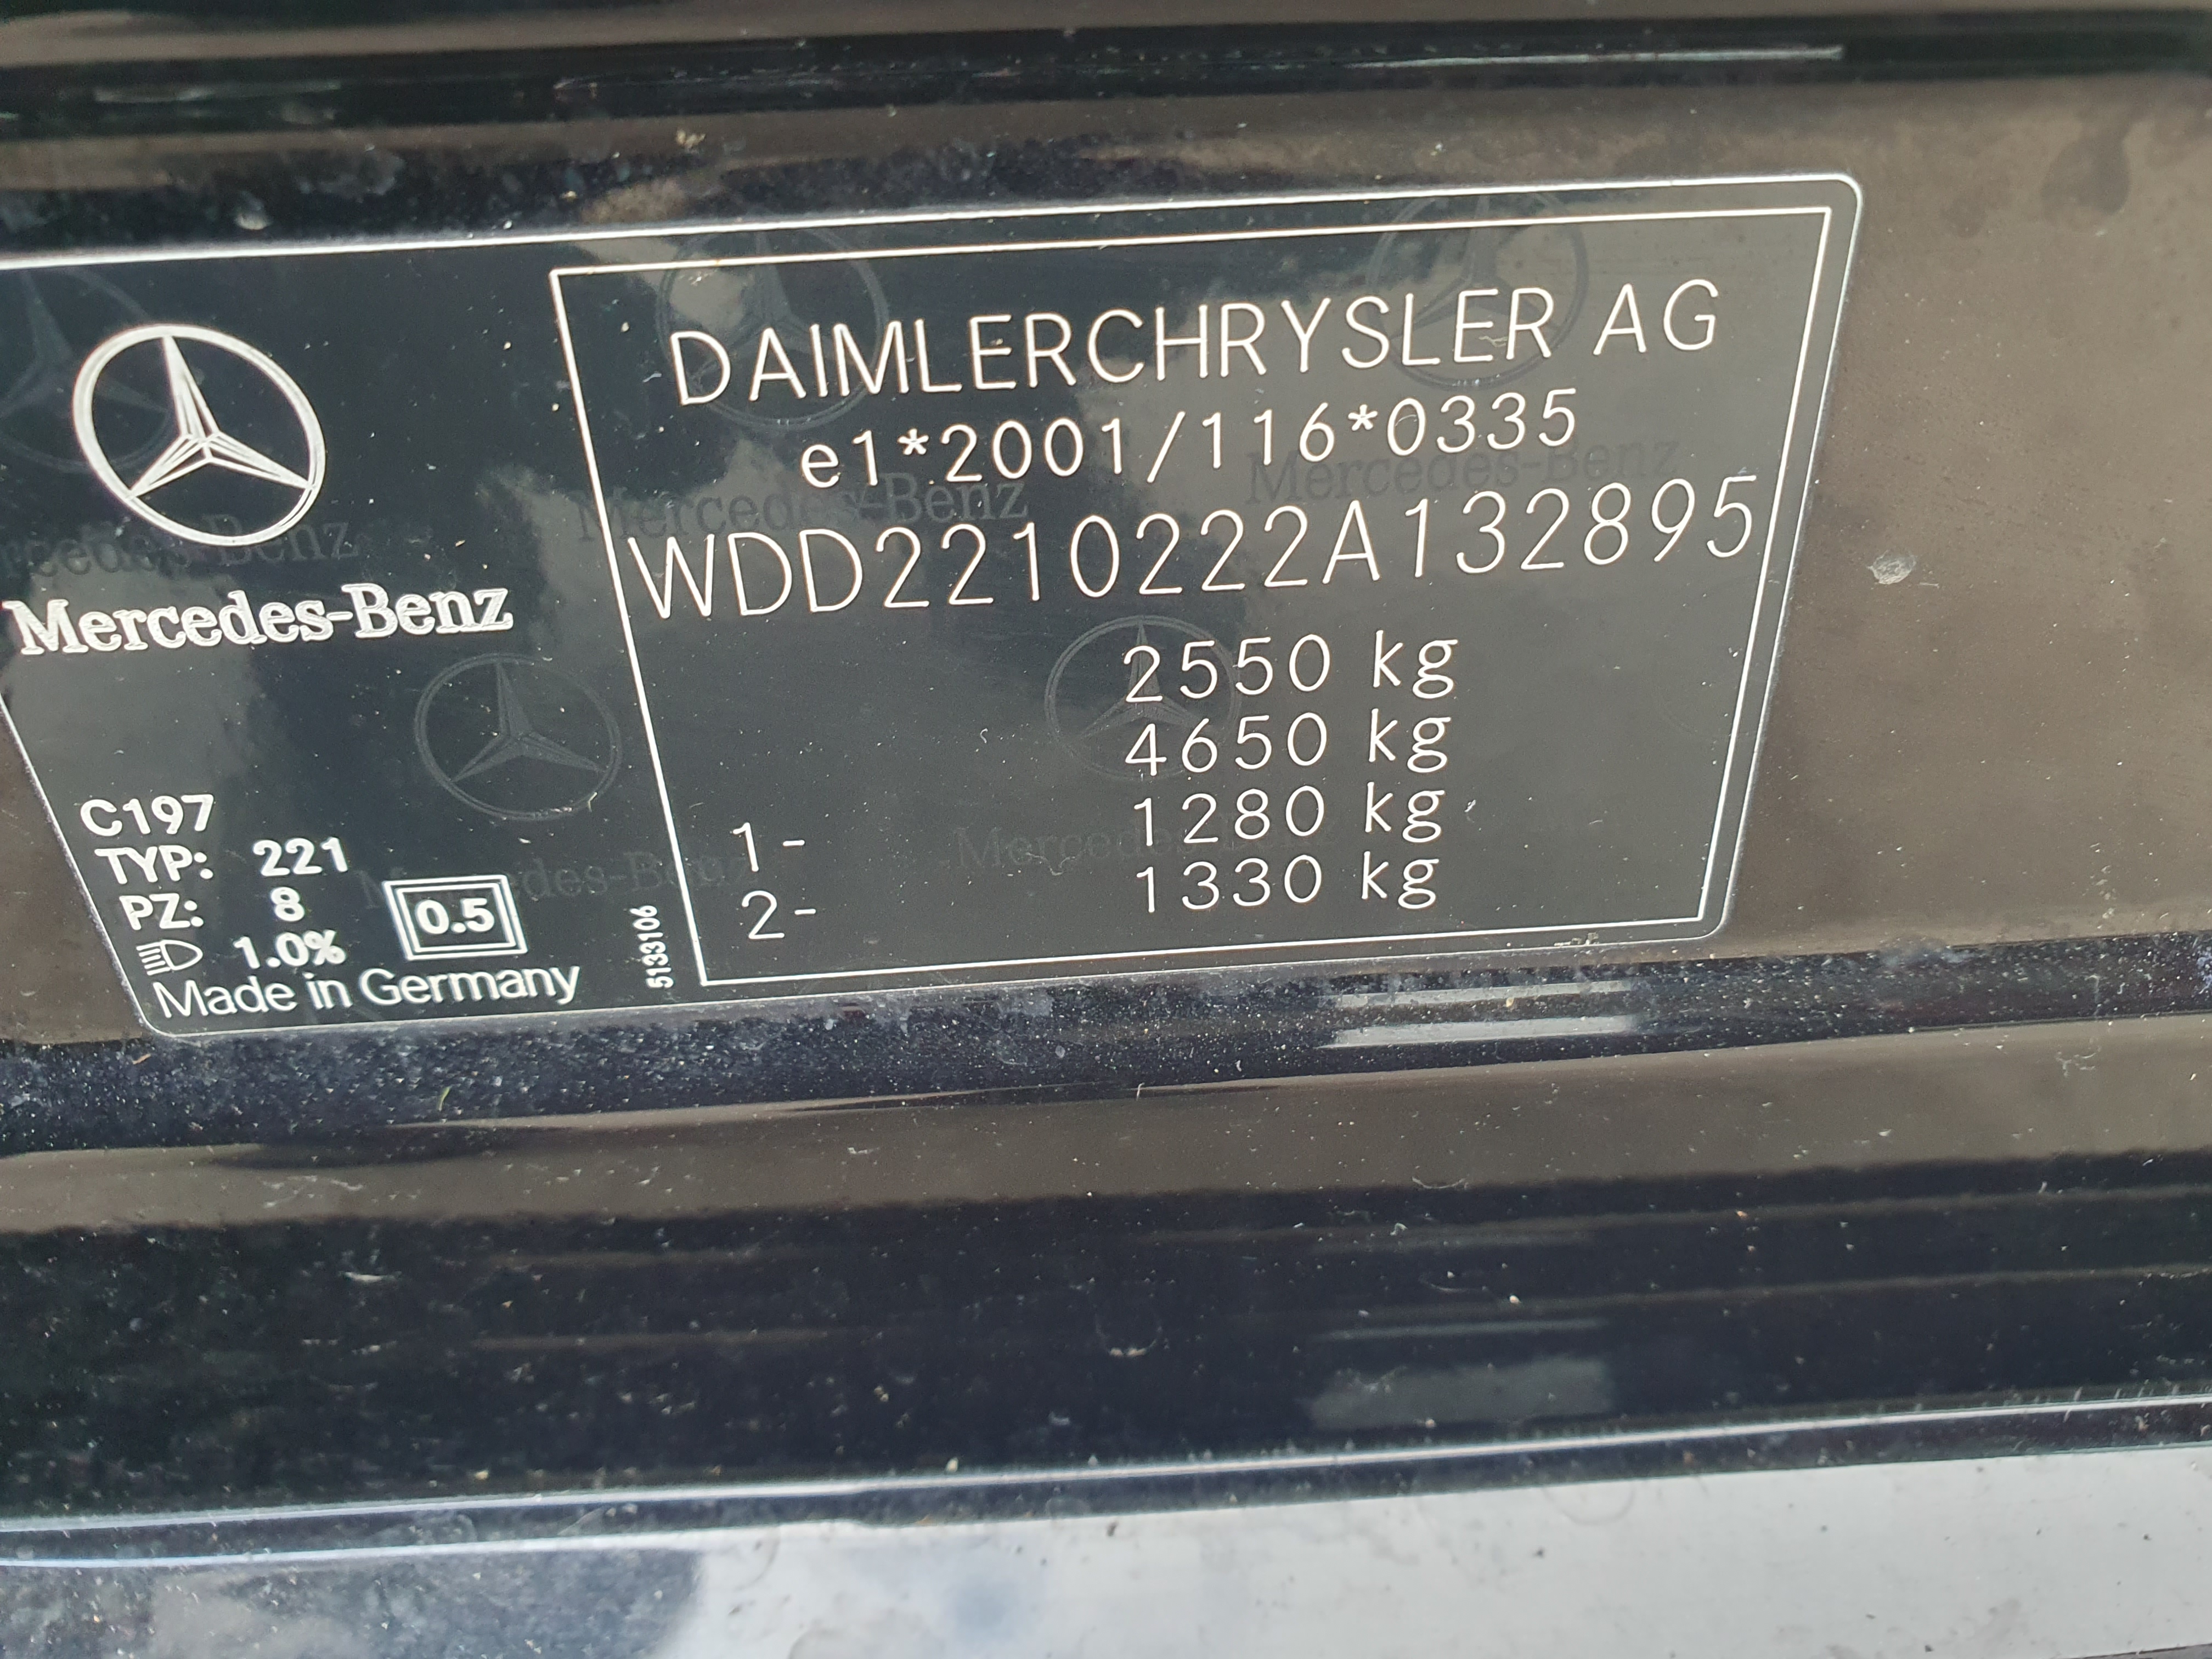 Mercedes-Benz
C197
TYP: 221
PZ: 8
1.0%
0.5
Made in Germany
5133106
DAIMLERCHRYSLER AG
e1*2001/116*0335
WDD2210222A132895
2550 kg
4650 kg
1- 1280 kg
2- 1330 kg